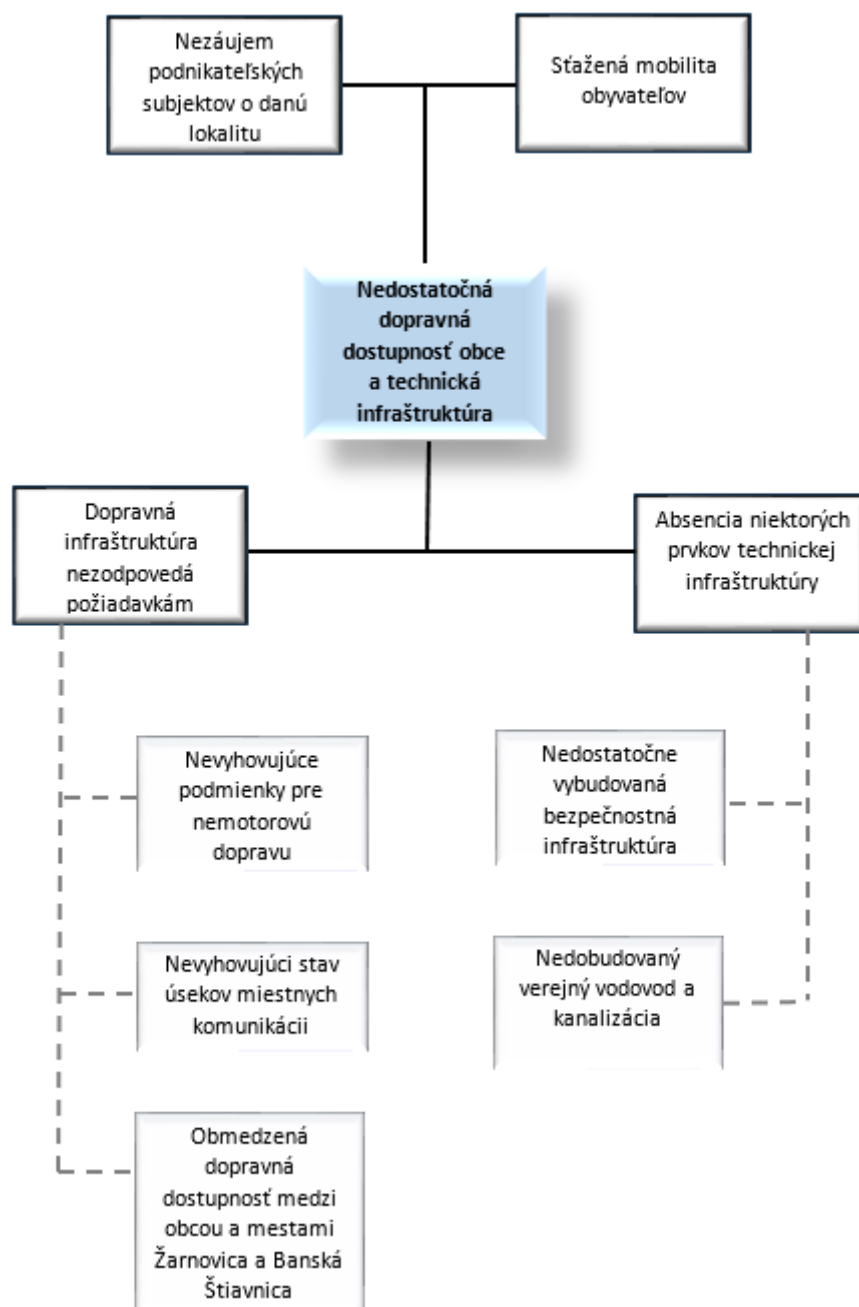 Nezáujem
podnikateľských
subjektov o danú
lokalitu
Sťažená mobilita
obyvateľov
Nedostatočná
dopravná
dostupnosť obce
a technická
infraštruktúra
Dopravná
infraštruktúra
nezodpovedá
požiadavkám
Absencia niektorých
prvkov technickej
infraštruktúry
Nevyhovujúce
podmienky pre
nemotorovú
dopravu
Nedostatočne
vybudovaná
bezpečnostná
infraštruktúra
Nevyhovujúci stav
úsekov miestnych
komunikácii
Nedobudovaný
verejný vodovod a
kanalizácia
Obmedzená
dopravná
dostupnosť medzi
obcou a mestami
Žarnovica a Banská
Štiavnica